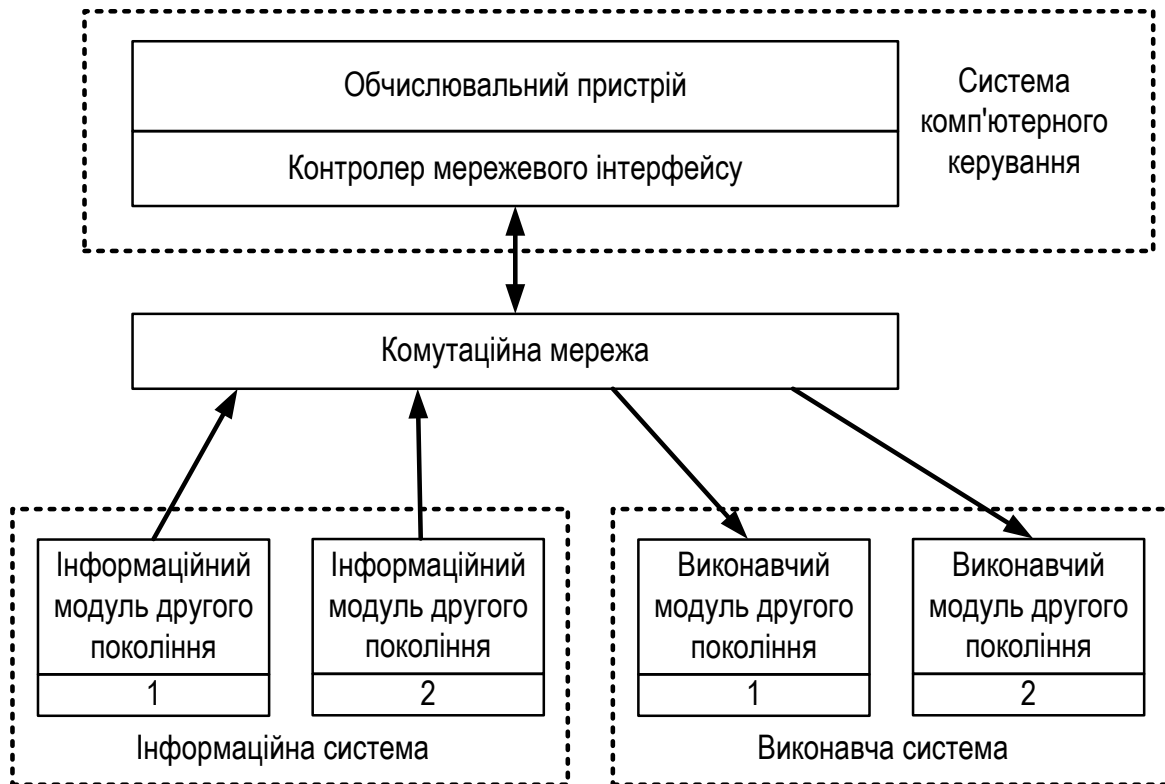 Обчислювальний пристрій
Контролер мережевого інтерфейсу
Система
комп'ютерного
керування
Комутаційна мережа
Інформаційний
модуль другого
покоління
1
Інформаційний
модуль другого
покоління
2
Інформаційна система
Виконавчий
модуль другого
покоління
1
Виконавчий
модуль другого
покоління
2
Виконавча система